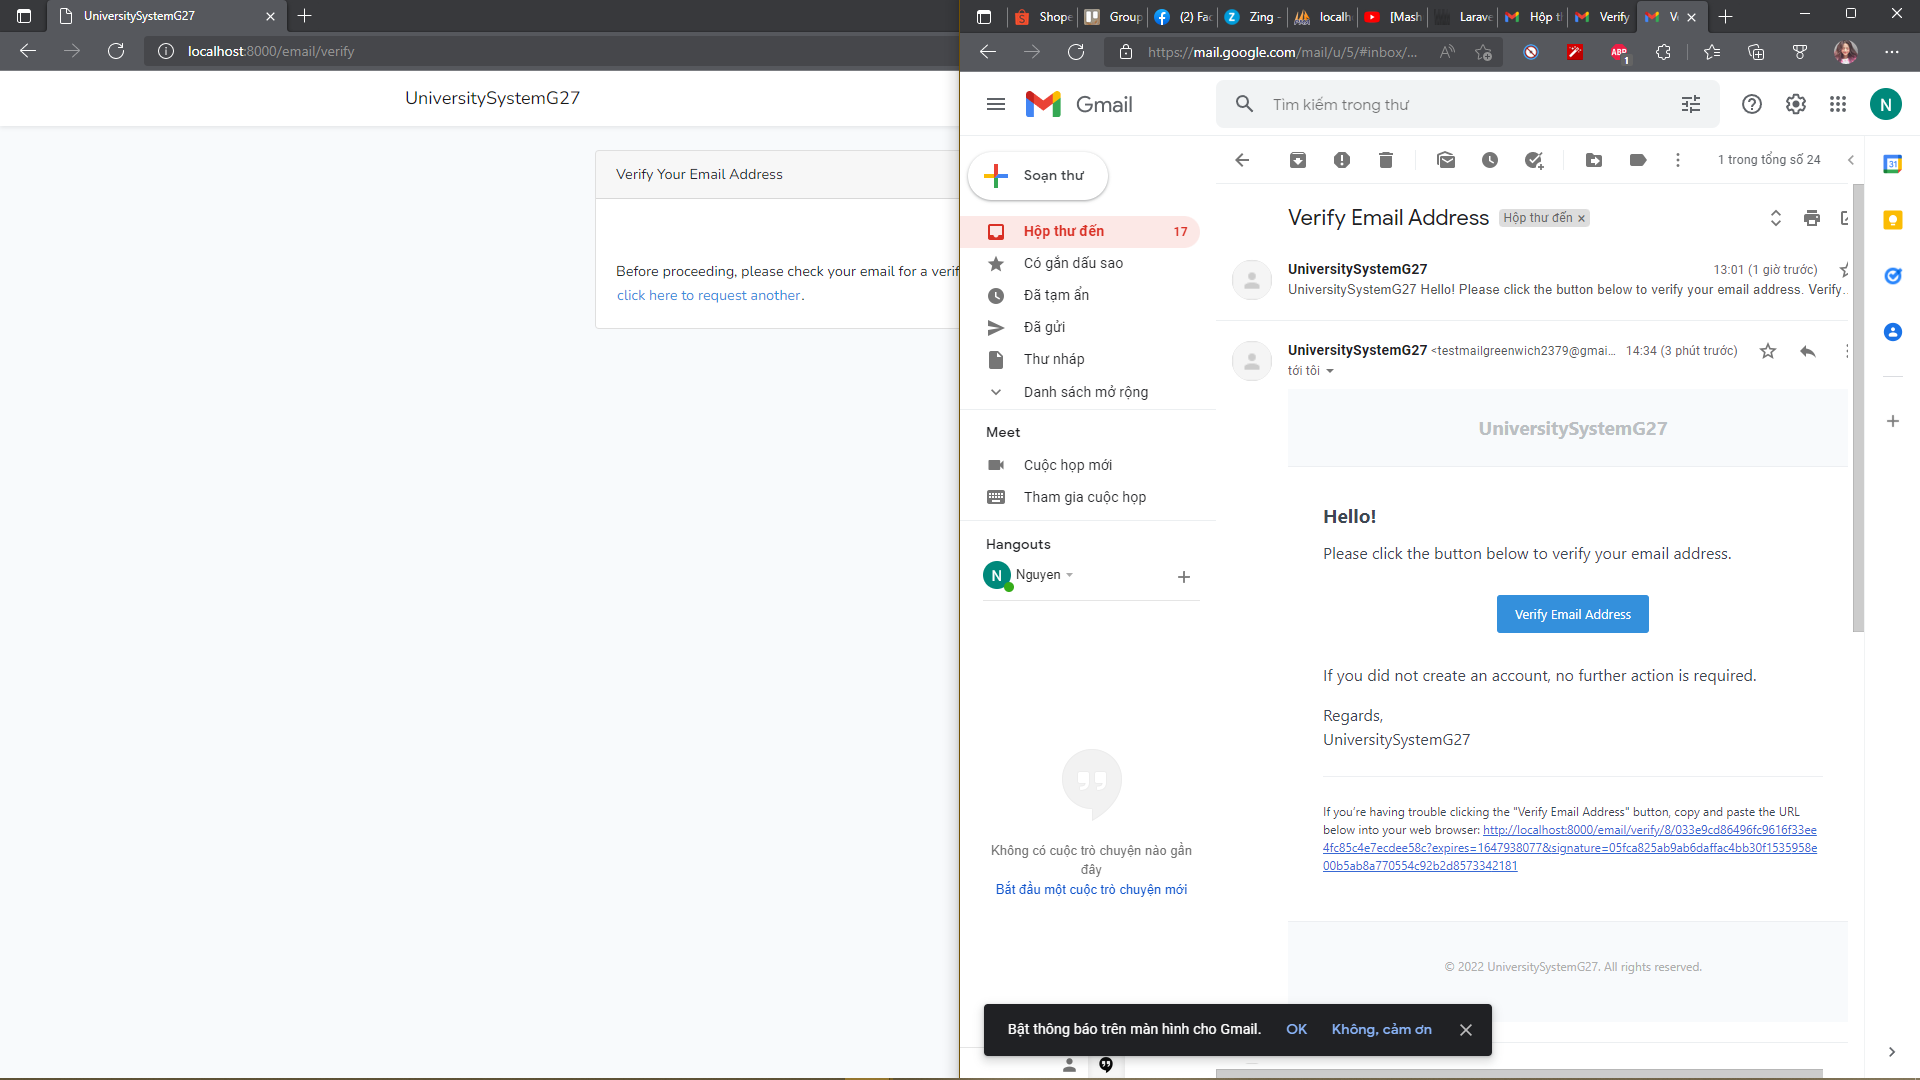 UniversitySystemG27
localhost:8000/email/verify
UniversitySystemG27
Verify Your Email Address
Before proceeding, please check your email for a verif
click here to request another.
Shope
Group
(2) Fac
Zing -
localh
[Mash
Larave
Hộp th
Verify
https://mail.google.com/mail/u/5/#inbox/...
ABP
1
Gmail
Tìm kiếm trong thư
N
Soạn thư
1 trong tổng số 24
31
Verify Email Address
Hộp thư đến ×
Hộp thư đến 17
Có gắn dấu sao
Đã tạm ẩn
Đã gửi
Thư nháp
Danh sách mở rộng
Meet
Cuộc họp mới
Tham gia cuộc họp
Hangouts
N
Nguyen
Không có cuộc trò chuyện nào gần
đây
Bắt đầu một cuộc trò chuyện mới
UniversitySystemG27
13:01 (1 giờ trước)
UniversitySystemG27 Hello! Please click the button below to verify your email address. Verify...
UniversitySystemG27 <testmailgreenwich2379@gmai... 14:34 (3 phút trước)
tới tôi
UniversitySystemG27
Hello!
Please click the button below to verify your email address.
Verify Email Address
If you did not create an account, no further action is required.
Regards,
UniversitySystemG27
If you're having trouble clicking the "Verify Email Address" button, copy and paste the URL
below into your web browser: http://localhost:8000/email/verify/8/033e9cd86496fc9616f33ee
4fc85c4e7ecdee58c?expires=1647938077&signature=05fca825ab9ab6daffac4bb30f1535958e
00b5ab8a770554c92b2d8573342181
© 2022 UniversitySystemG27. All rights reserved.
Bật thông báo trên màn hình cho Gmail. OK Không, cảm ơn